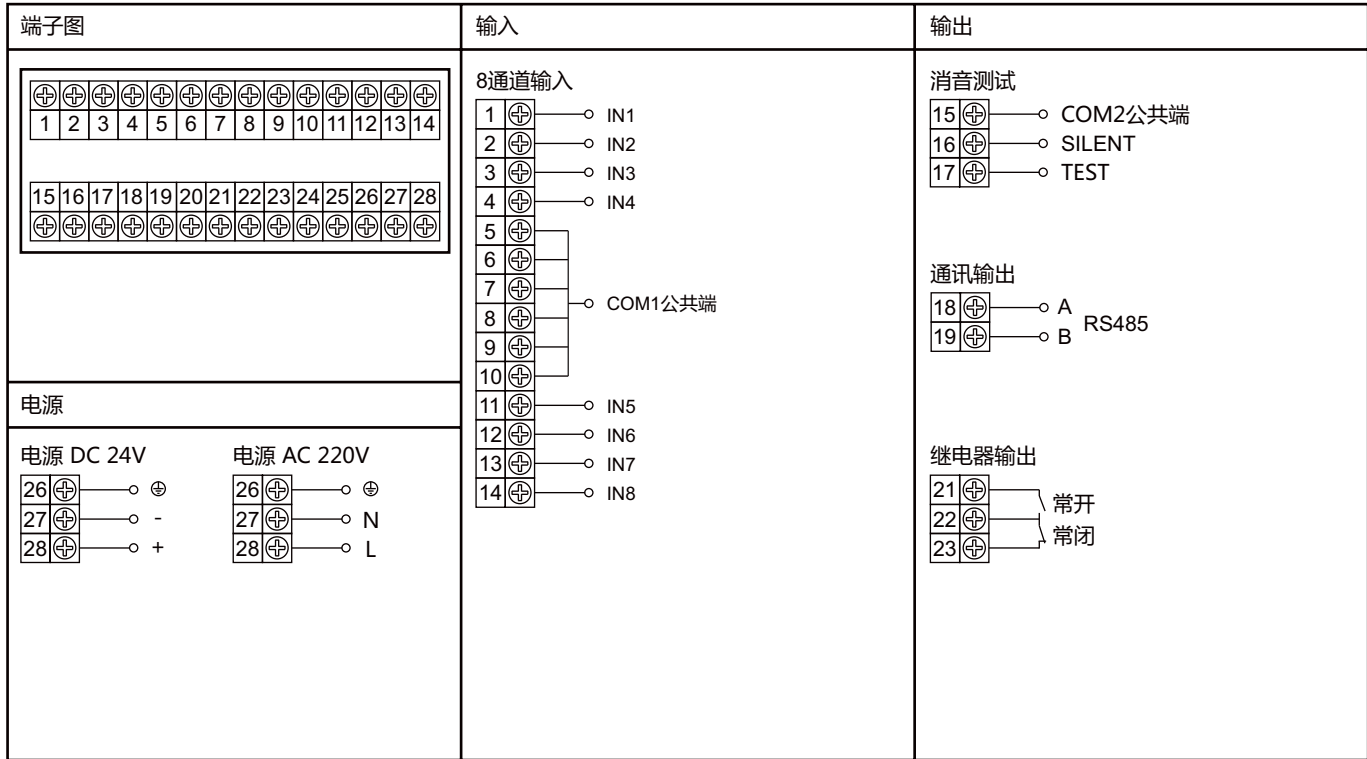 端子图
1 2 3 4 5 6 7 8 9 10 11 12 13 14
15 16 17 18 19 20 21 22 23 24 25 26 27 28
电源
电源 DC 24V
26
27 -
28 +
电源 AC 220V
26
27 N
28 L
输入
8通道输入
1 IN1
2 IN2
3 IN3
4 IN4
5
6
7
8
9
10
COM1公共端
11 IN5
12 IN6
13 IN7
14 IN8
输出
消音测试
15 COM2公共端
16 SILENT
17 TEST
通讯输出
18 A
19 B
RS485
继电器输出
21
22
23
常开
常闭